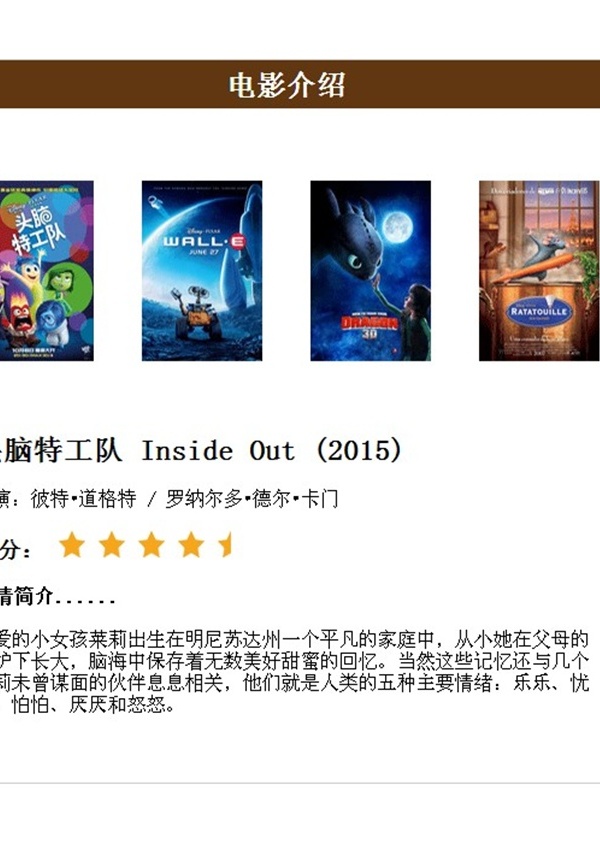 电影介绍
头脑
特工队
WALL·E
JUNE 27
DRAGON
3D
RATATOUILLE
脑特工队 Inside Out (2015)
演：彼特•道格特 / 罗纳尔多•德尔•卡门
分：
情简介......
爱的小女孩莱莉出生在明尼苏达州一个平凡的家庭中，从小她在父母的
护下长大，脑海中保存着无数美好甜蜜的回忆。当然这些记忆还与几个
莉未曾谋面的伙伴息息相关，他们就是人类的五种主要情绪：乐乐、忧
、怕怕、厌厌和怒怒。